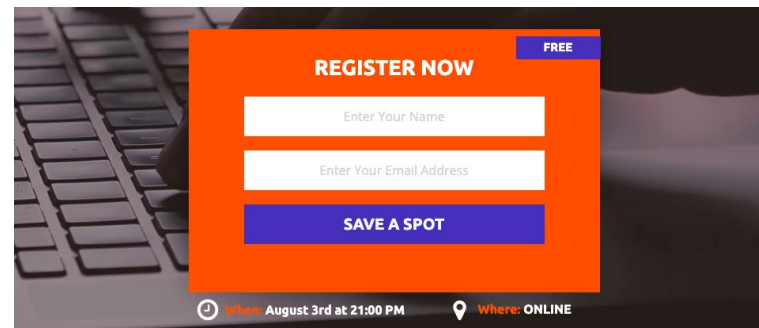 FREE
REGISTER NOW
Enter Your Name
Enter Your Email Address
SAVE A SPOT
When: August 3rd at 21:00 PM
Where: ONLINE